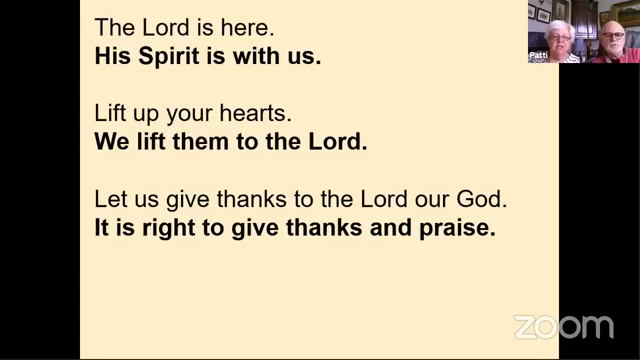 The Lord is here.
His Spirit is with us.
Lift up your hearts.
We lift them to the Lord.
Let us give thanks to the Lord our God.
It is right to give thanks and praise.
Patti
zoom